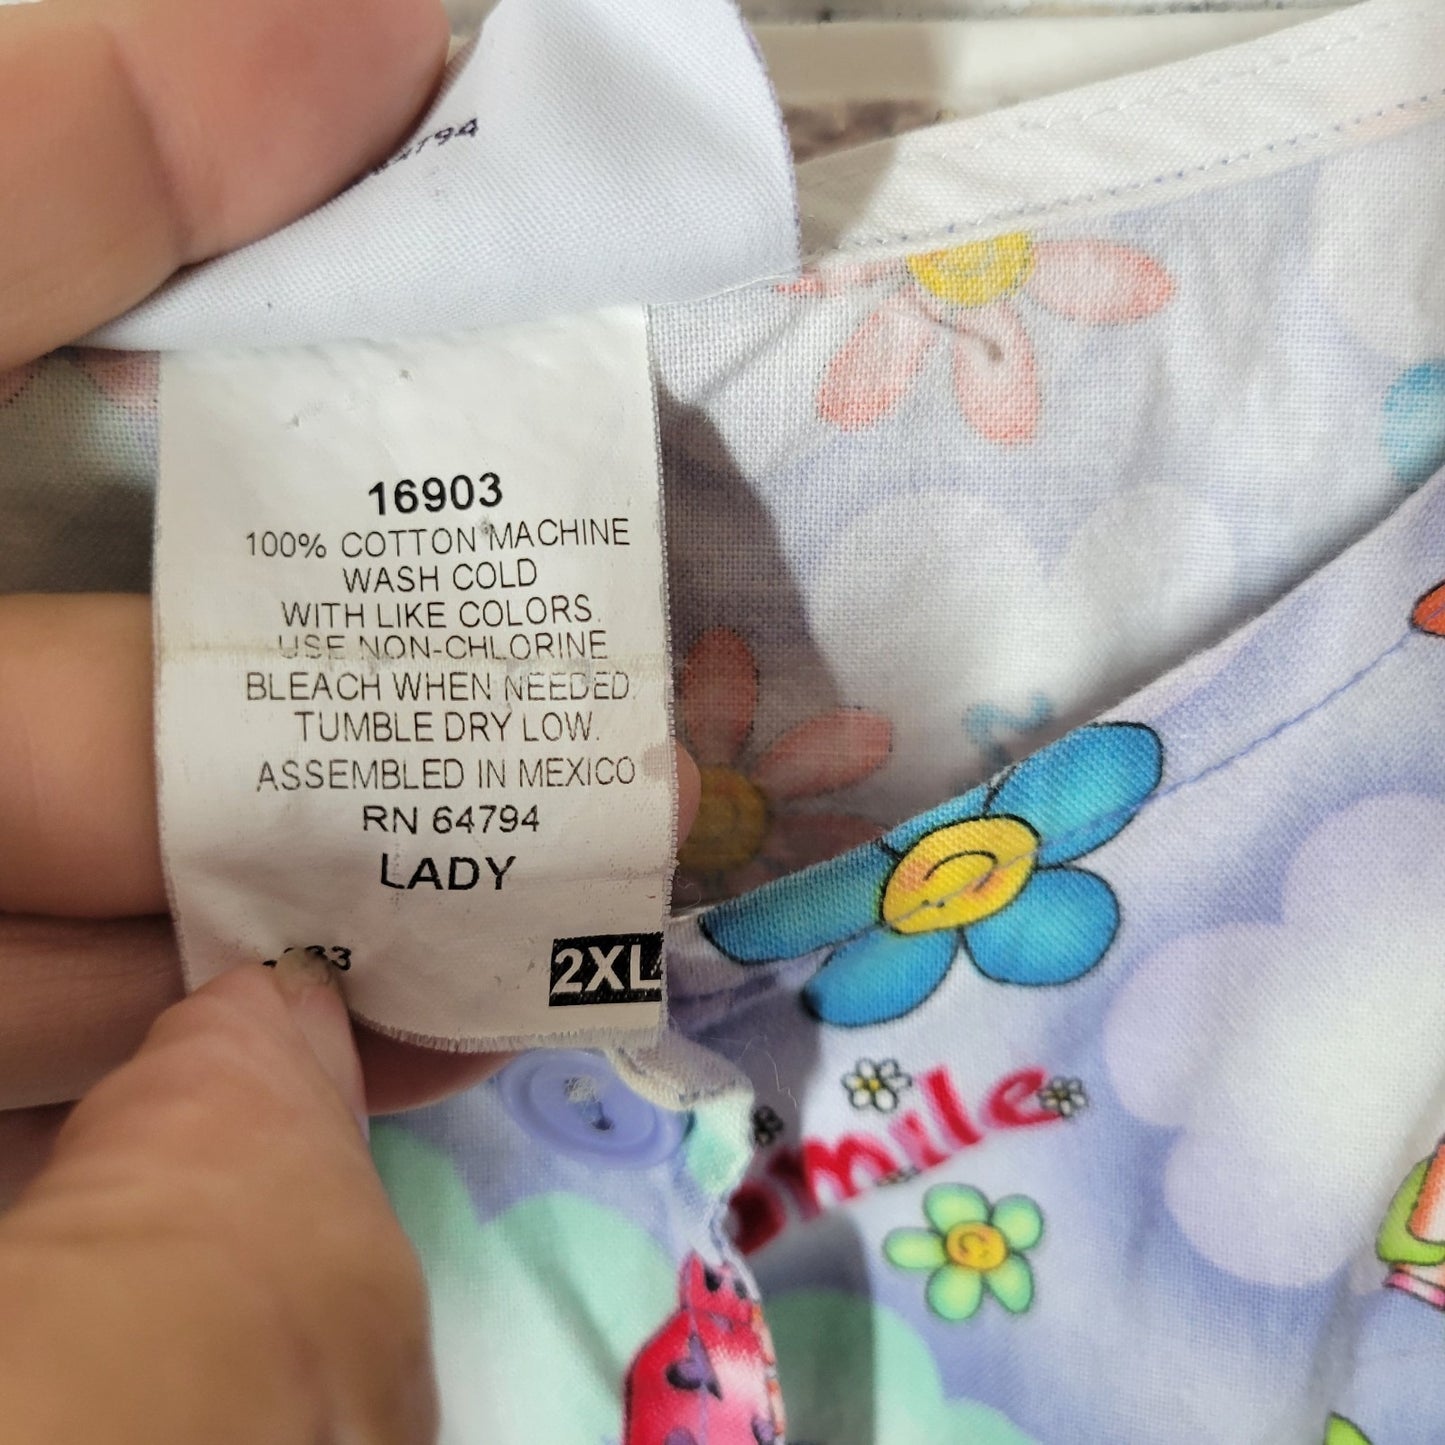 16903
100% COTTON MACHINE
WASH COLD
WITH LIKE COLORS.
USE NON-CHLORINE
BLEACH WHEN NEEDED.
TUMBLE DRY LOW.
ASSEMBLED IN MEXICO
RN 64794
LADY
2XL
Smile